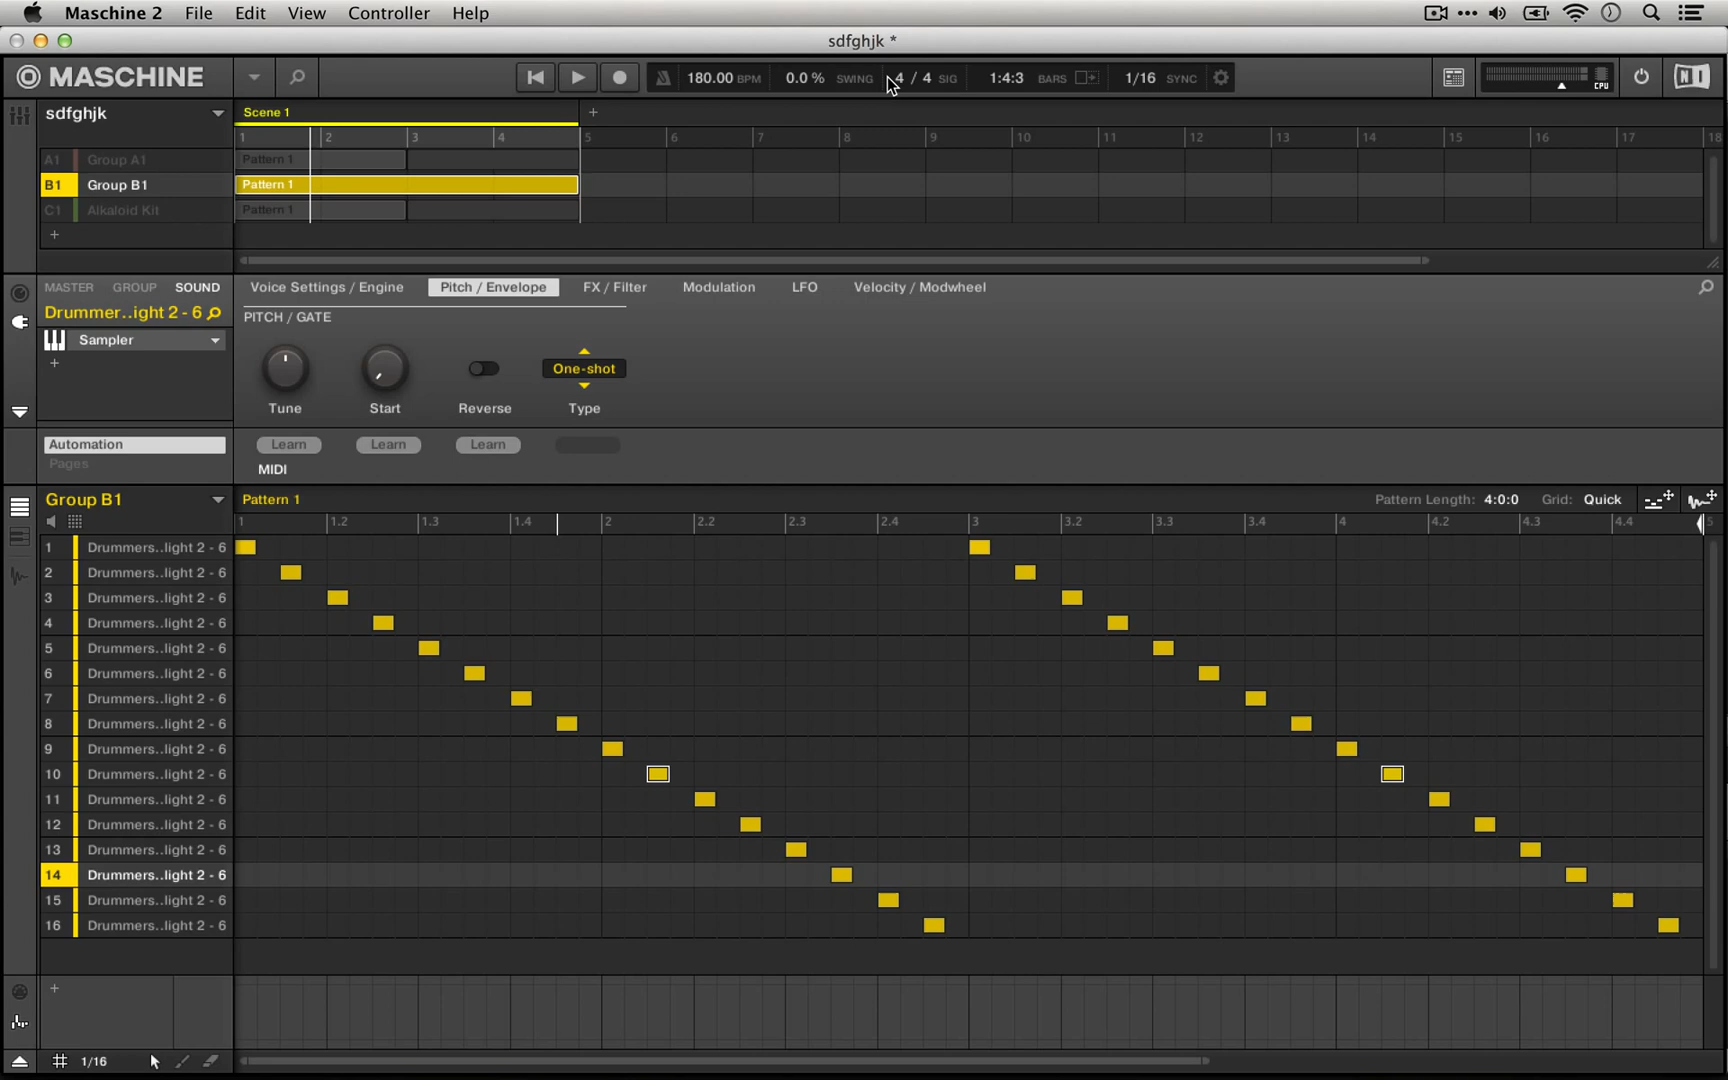 Maschine 2 File Edit View Controller Help
sdfghjk *
MASCHINE 180.00 BPM 0.0 % SWING 4 / 4 SIG 1:4:3 BARS 1/16 SYNC CPU
sdfghjk Scene 1
1 2 3 4 5 6 7 8 9 10 11 12 13 14 15 16 17 18
A1 Group A1 Pattern 1
B1 Group B1 Pattern 1
C1 Alkaloid Kit Pattern 1
MASTER GROUP SOUND Voice Settings / Engine Pitch / Envelope FX / Filter Modulation LFO Velocity / Modwheel
Drummer..ight 2 - 6 PITCH / GATE
Sampler
One-shot
Tune Start Reverse Type
Automation Learn Learn Learn
Pages MIDI
Group B1 Pattern 1 Pattern Length: 4:0:0 Grid: Quick
1 1.2 1.3 1.4 2 2.2 2.3 2.4 3 3.2 3.3 3.4 4 4.2 4.3 4.4 5
1 Drummers..light 2 - 6
2 Drummers..light 2 - 6
3 Drummers..light 2 - 6
4 Drummers..light 2 - 6
5 Drummers..light 2 - 6
6 Drummers..light 2 - 6
7 Drummers..light 2 - 6
8 Drummers..light 2 - 6
9 Drummers..light 2 - 6
10 Drummers..light 2 - 6
11 Drummers..light 2 - 6
12 Drummers..light 2 - 6
13 Drummers..light 2 - 6
14 Drummers..light 2 - 6
15 Drummers..light 2 - 6
16 Drummers..light 2 - 6
1/16